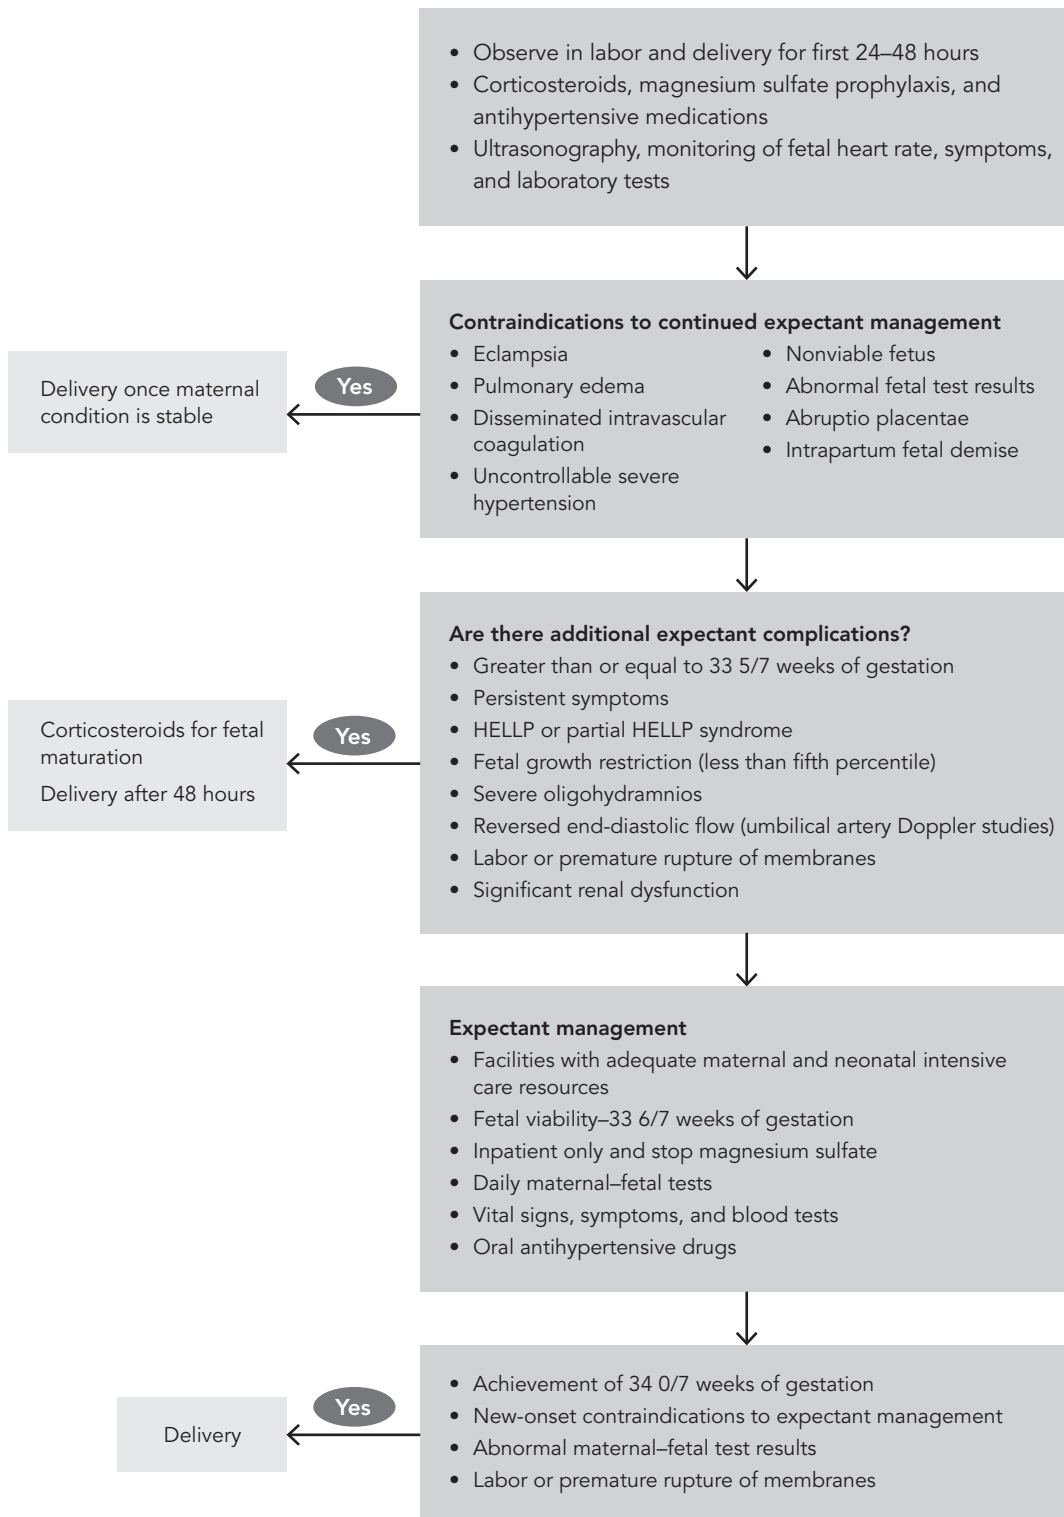 • Observe in labor and delivery for first 24–48 hours
• Corticosteroids, magnesium sulfate prophylaxis, and
antihypertensive medications
• Ultrasonography, monitoring of fetal heart rate, symptoms,
and laboratory tests
Contraindications to continued expectant management
• Eclampsia
• Pulmonary edema
• Disseminated intravascular
coagulation
• Uncontrollable severe
hypertension
• Nonviable fetus
• Abnormal fetal test results
• Abruptio placentae
• Intrapartum fetal demise
Yes
Delivery once maternal
condition is stable
Are there additional expectant complications?
• Greater than or equal to 33 5/7 weeks of gestation
• Persistent symptoms
• HELLP or partial HELLP syndrome
• Fetal growth restriction (less than fifth percentile)
• Severe oligohydramnios
• Reversed end-diastolic flow (umbilical artery Doppler studies)
• Labor or premature rupture of membranes
• Significant renal dysfunction
Yes
Corticosteroids for fetal
maturation
Delivery after 48 hours
Expectant management
• Facilities with adequate maternal and neonatal intensive
care resources
• Fetal viability–33 6/7 weeks of gestation
• Inpatient only and stop magnesium sulfate
• Daily maternal–fetal tests
• Vital signs, symptoms, and blood tests
• Oral antihypertensive drugs
• Achievement of 34 0/7 weeks of gestation
• New-onset contraindications to expectant management
• Abnormal maternal–fetal test results
• Labor or premature rupture of membranes
Yes
Delivery